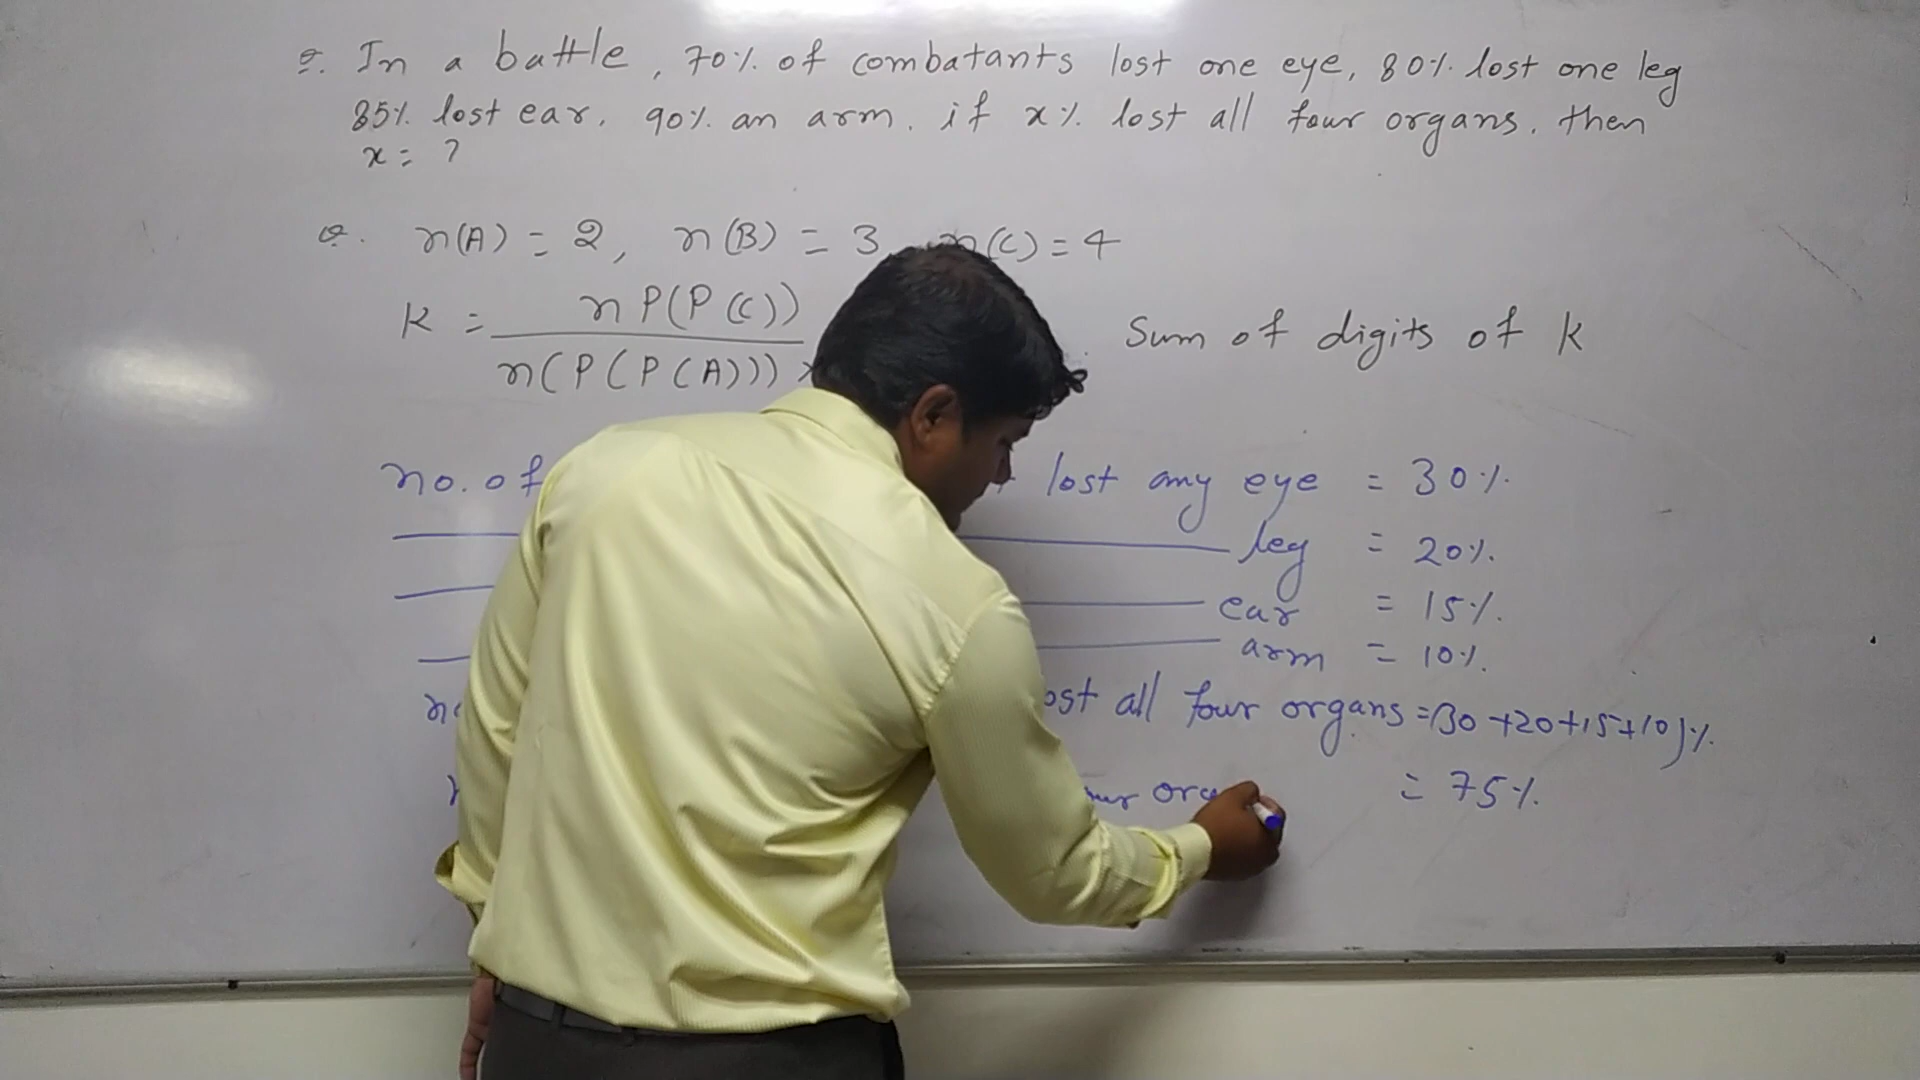 Q. In a battle, 70% of combatants lost one eye, 80% lost one leg
85% lost ear, 90% an arm. if x% lost all four organs. then
x = ?
Q. n(A) = 2, n(B) = 3, n(C) = 4
K = n P(P(C))
n(P(P(A))) Sum of digits of k
no. of lost any eye = 30%.
leg = 20%.
ear = 15%.
arm = 10%.
lost all four organs = (30+20+15+10)%.
= 75%.